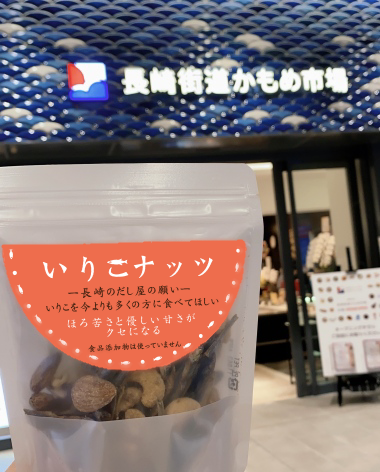 長崎街道かもめ市場
いりこナッツ
―長崎のだし屋の願い―
いりこを今よりも多くの方に食べてほしい
ほろ苦さと優しい甘さが
クセになる
食品添加物は使っていません